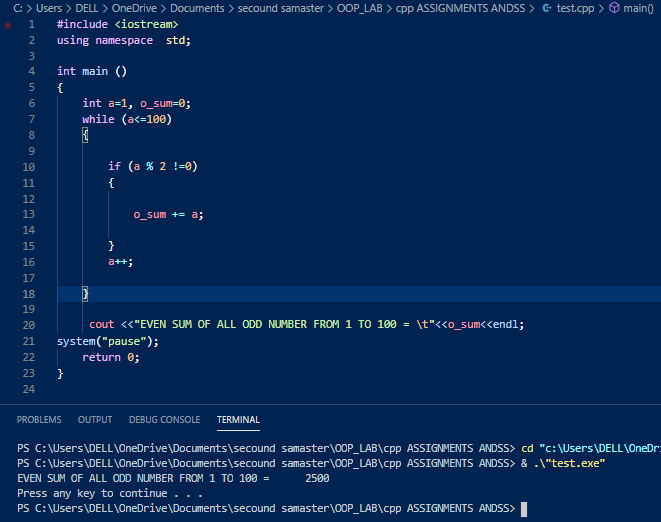 C: > Users > DELL > OneDrive > Documents > secound samaster > OOP_LAB > cpp ASSIGNMENTS ANDSS > test.cpp > main()
1 #include <iostream>
2 using namespace  std;
3
4 int main ()
5 {
6     int a=1, o_sum=0;
7     while (a<=100)
8     {
9
10         if (a % 2 !=0)
11         {
12
13             o_sum += a;
14
15         }
16         a++;
17
18     }
19
20      cout <<"EVEN SUM OF ALL ODD NUMBER FROM 1 TO 100 = \t"<<o_sum<<endl;
21 system("pause");
22     return 0;
23 }
24
PROBLEMS OUTPUT DEBUG CONSOLE TERMINAL
PS C:\Users\DELL\OneDrive\Documents\secound samaster\OOP_LAB\cpp ASSIGNMENTS ANDSS> cd "c:\Users\DELL\OneDri
PS C:\Users\DELL\OneDrive\Documents\secound samaster\OOP_LAB\cpp ASSIGNMENTS ANDSS> & .\"test.exe"
EVEN SUM OF ALL ODD NUMBER FROM 1 TO 100 =      2500
Press any key to continue . . .
PS C:\Users\DELL\OneDrive\Documents\secound samaster\OOP_LAB\cpp ASSIGNMENTS ANDSS>